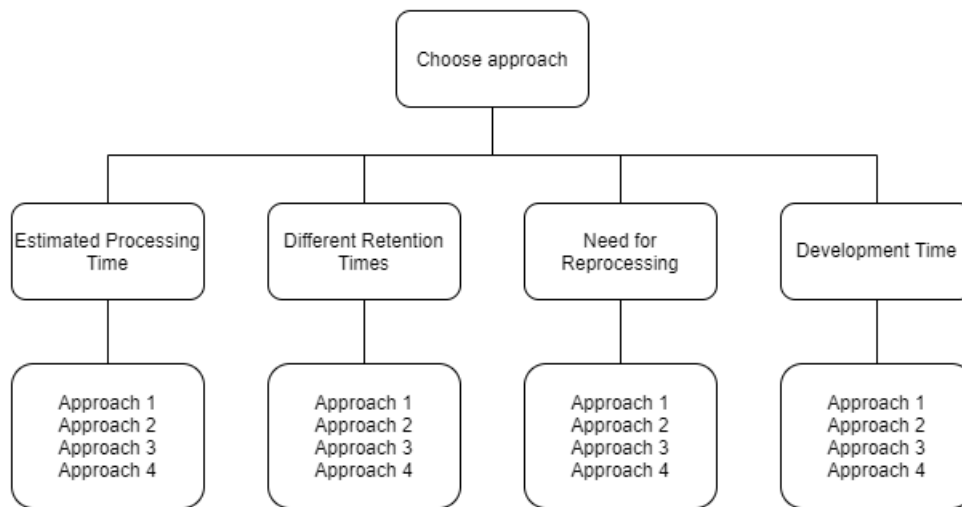 Choose approach
Estimated Processing
Time
Different Retention
Times
Need for
Reprocessing
Development Time
Approach 1
Approach 2
Approach 3
Approach 4
Approach 1
Approach 2
Approach 3
Approach 4
Approach 1
Approach 2
Approach 3
Approach 4
Approach 1
Approach 2
Approach 3
Approach 4